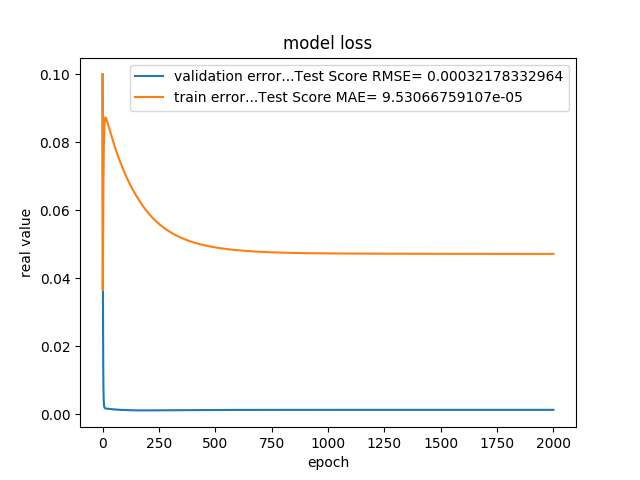 model loss
validation error...Test Score RMSE= 0.00032178332964
train error...Test Score MAE= 9.53066759107e-05
real value
0.10
0.08
0.06
0.04
0.02
0.00
0 250 500 750 1000 1250 1500 1750 2000
epoch